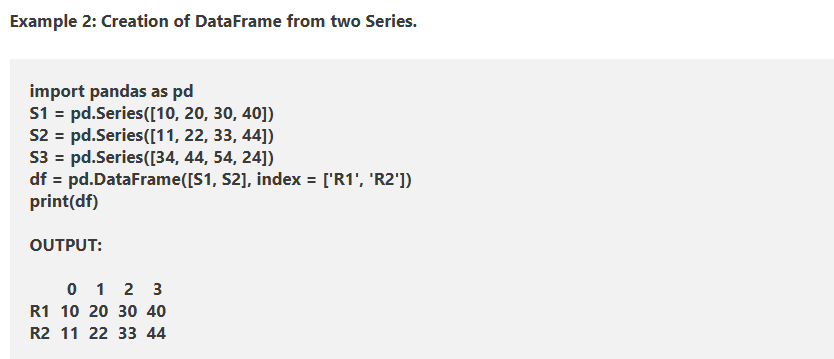 Example 2: Creation of DataFrame from two Series.
import pandas as pd
S1 = pd.Series([10, 20, 30, 40])
S2 = pd.Series([11, 22, 33, 44])
S3 = pd.Series([34, 44, 54, 24])
df = pd.DataFrame([S1, S2], index = ['R1', 'R2'])
print(df)
OUTPUT:
0 1 2 3
R1 10 20 30 40
R2 11 22 33 44